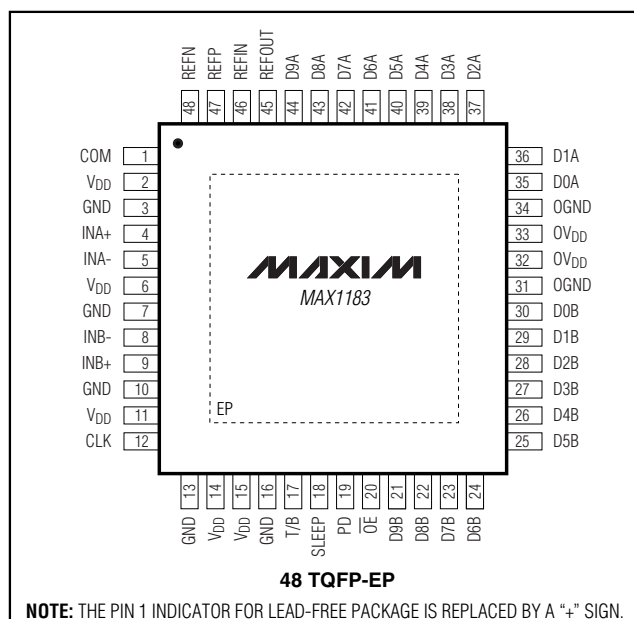 REFN REFP REFIN REFOUT D9A D8A D7A D6A D5A D4A D3A D2A
48 47 46 45 44 43 42 41 40 39 38 37
COM 1
VDD 2
GND 3
INA+ 4
INA- 5
VDD 6
GND 7
INB- 8
INB+ 9
GND 10
VDD 11
CLK 12
MAXIM
MAX1183
EP
36 D1A
35 D0A
34 OGND
33 OVDD
32 OVDD
31 OGND
30 D0B
29 D1B
28 D2B
27 D3B
26 D4B
25 D5B
13 14 15 16 17 18 19 20 21 22 23 24
GND VDD VDD GND T/B SLEEP PD O̅E̅ D9B D8B D7B D6B
48 TQFP-EP
NOTE: THE PIN 1 INDICATOR FOR LEAD-FREE PACKAGE IS REPLACED BY A “+” SIGN.